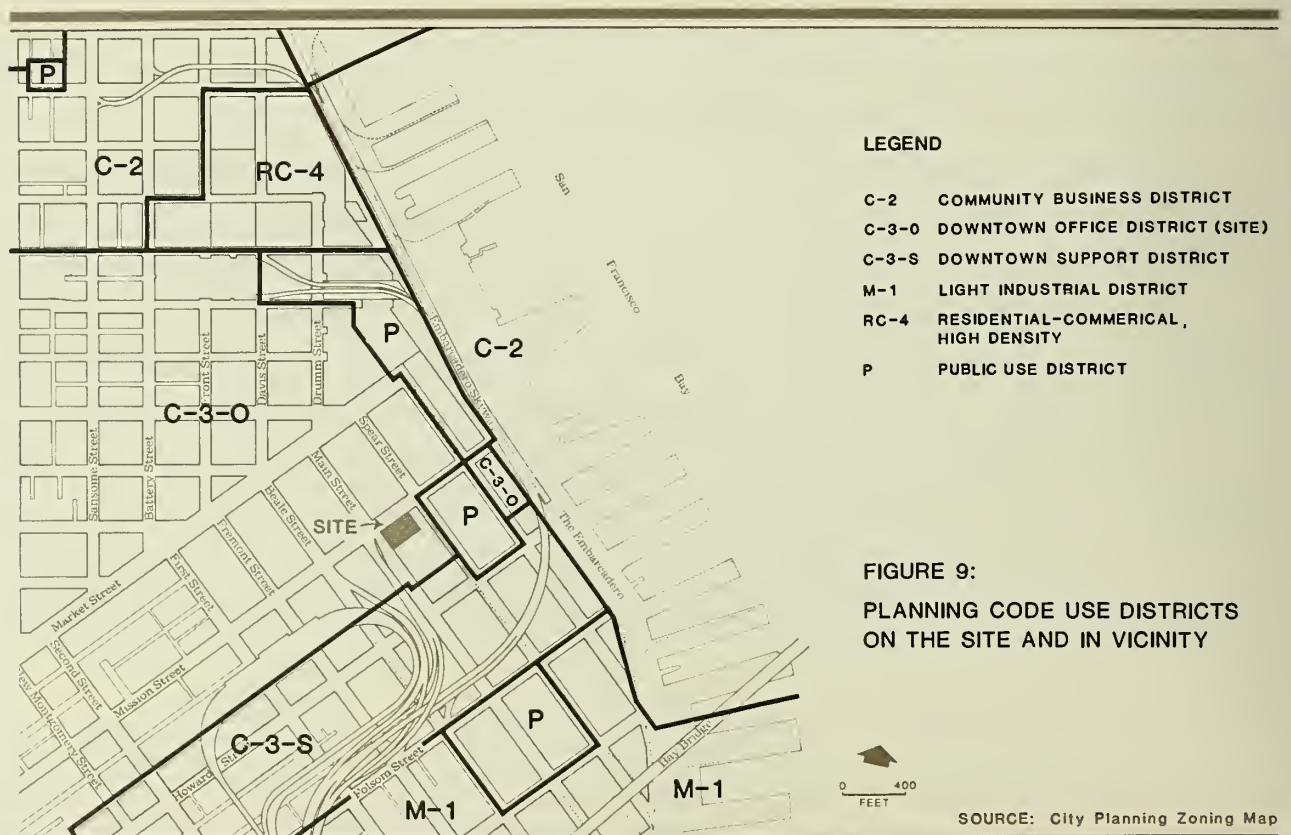 P
C-2
RC-4
San
Francisco
Bay
LEGEND
C-2 COMMUNITY BUSINESS DISTRICT
C-3-O DOWNTOWN OFFICE DISTRICT (SITE)
C-3-S DOWNTOWN SUPPORT DISTRICT
M-1 LIGHT INDUSTRIAL DISTRICT
RC-4 RESIDENTIAL-COMMERICAL,
HIGH DENSITY
P PUBLIC USE DISTRICT
P
C-2
Embarcadero
Front Street
Davis Street
Drumm Street
C-3-O
Sansome Street
Battery Street
Spear Street
Main Street
Beale Street
Fremont Street
First Street
SITE
P
C-3-O
The Embarcadero
Market Street
Second Street
Mission Street
New Montgomery Street
C-3-S
Howard
Folsom Street
P
M-1
M-1
Bay Bridge
FIGURE 9:
PLANNING CODE USE DISTRICTS
ON THE SITE AND IN VICINITY
0 400
FEET
SOURCE: City Planning Zoning Map